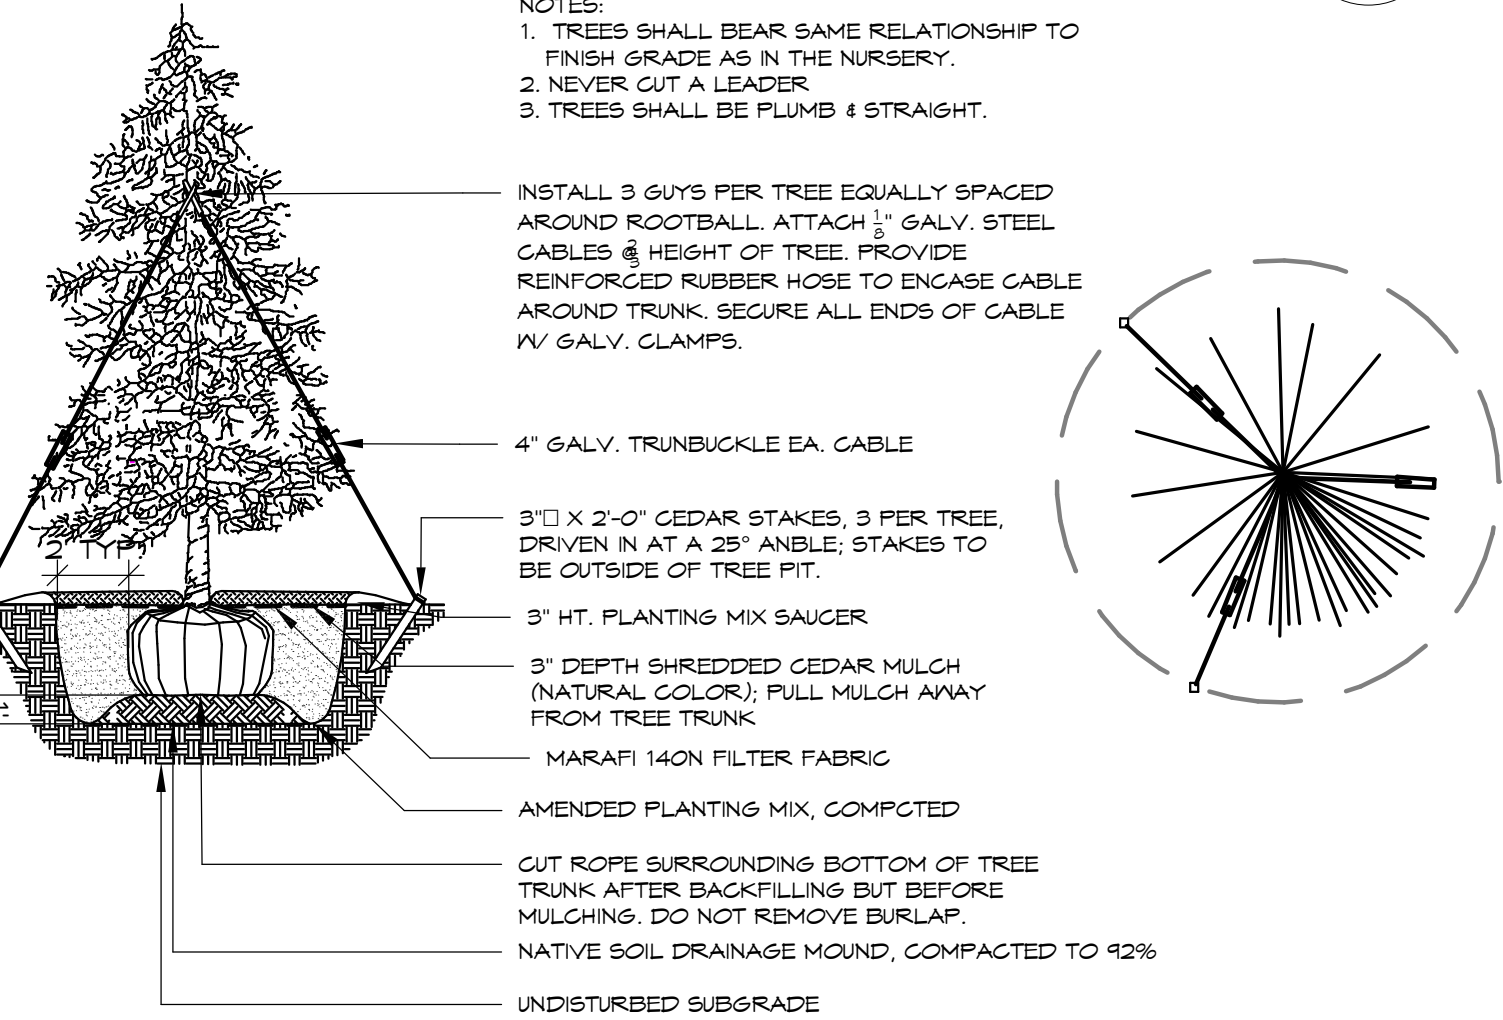 NOTES:
1. TREES SHALL BEAR SAME RELATIONSHIP TO
FINISH GRADE AS IN THE NURSERY.
2. NEVER CUT A LEADER
3. TREES SHALL BE PLUMB & STRAIGHT.
INSTALL 3 GUYS PER TREE EQUALLY SPACED
AROUND ROOTBALL. ATTACH 1/8" GALV. STEEL
CABLES @ 2/3 HEIGHT OF TREE. PROVIDE
REINFORCED RUBBER HOSE TO ENCASE CABLE
AROUND TRUNK. SECURE ALL ENDS OF CABLE
W/ GALV. CLAMPS.
4" GALV. TRUNBUCKLE EA. CABLE
3"□ X 2'-0" CEDAR STAKES, 3 PER TREE,
DRIVEN IN AT A 25° ANBLE; STAKES TO
BE OUTSIDE OF TREE PIT.
2' TYP.
3" HT. PLANTING MIX SAUCER
3" DEPTH SHREDDED CEDAR MULCH
(NATURAL COLOR); PULL MULCH AWAY
FROM TREE TRUNK
MARAFI 140N FILTER FABRIC
AMENDED PLANTING MIX, COMPCTED
CUT ROPE SURROUNDING BOTTOM OF TREE
TRUNK AFTER BACKFILLING BUT BEFORE
MULCHING. DO NOT REMOVE BURLAP.
NATIVE SOIL DRAINAGE MOUND, COMPACTED TO 92%
UNDISTURBED SUBGRADE